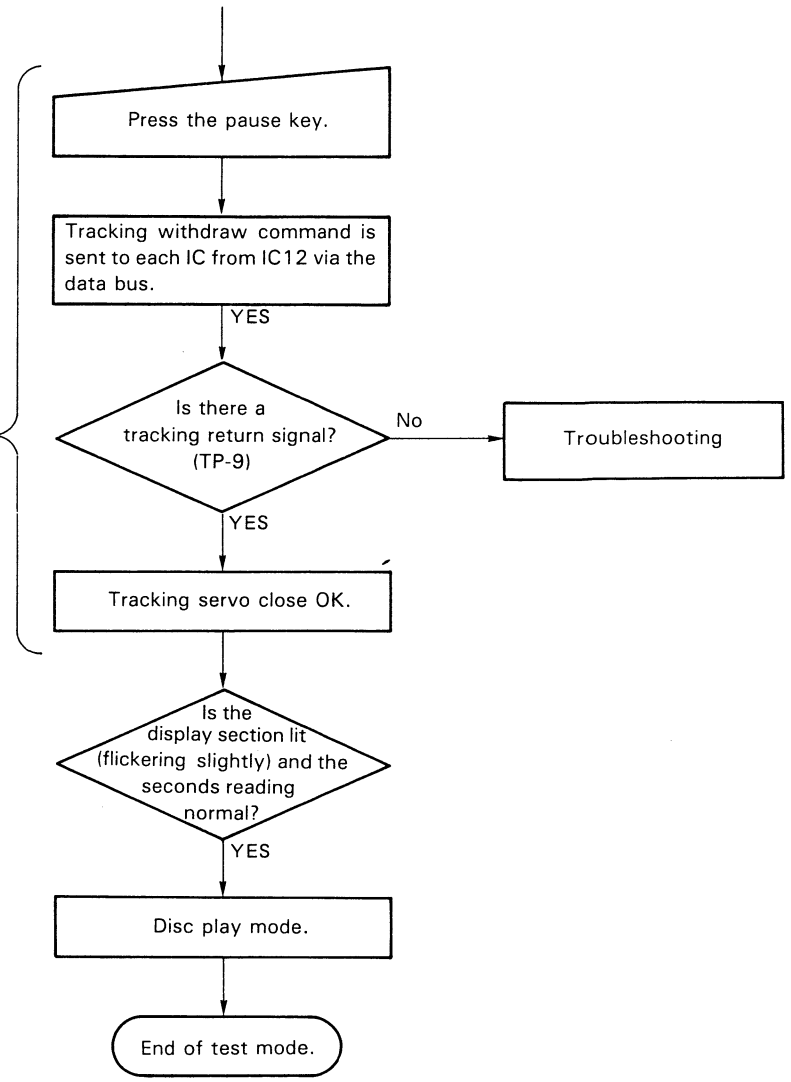 Press the pause key.
Tracking withdraw command is
sent to each IC from IC12 via the
data bus.
YES
Is there a
tracking return signal?
(TP-9)
No
Troubleshooting
YES
Tracking servo close OK.
Is the
display section lit
(flickering slightly) and the
seconds reading
normal?
YES
Disc play mode.
End of test mode.